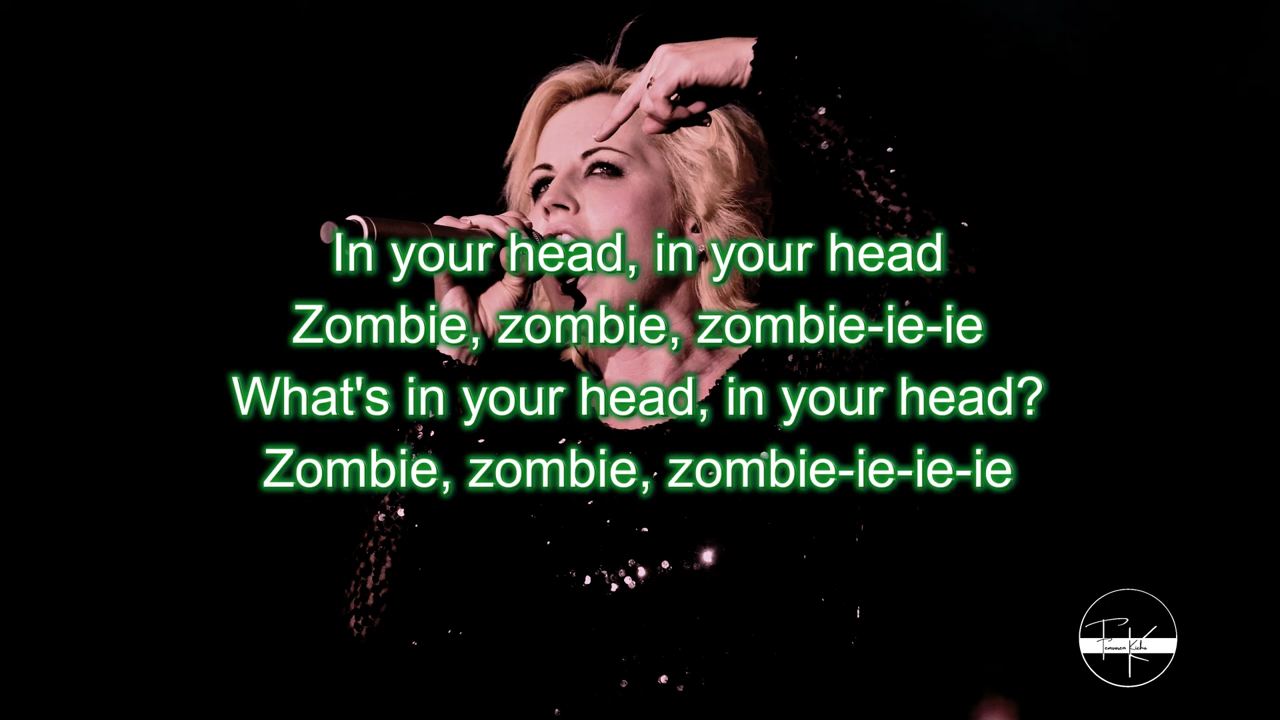 In your head, in your head
Zombie, zombie, zombie-ie-ie
What's in your head, in your head?
Zombie, zombie, zombie-ie-ie-ie
TK